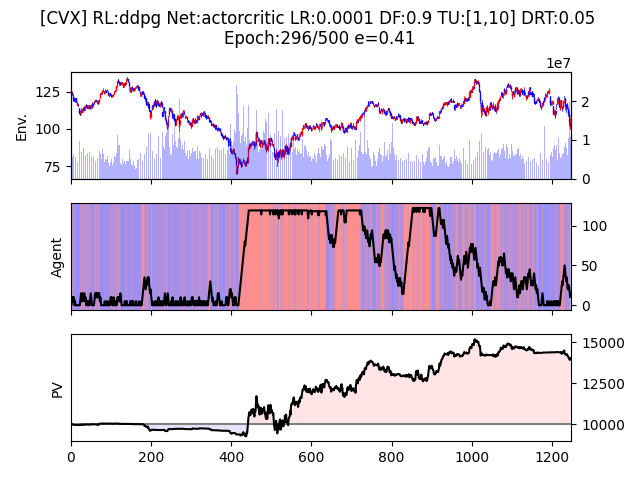 [CVX] RL:ddpg Net:actorcritic LR:0.0001 DF:0.9 TU:[1,10] DRT:0.05
Epoch:296/500 e=0.41
1e7
Env.
125
100
75
2
1
0
Agent
100
50
0
PV
15000
12500
10000
0 200 400 600 800 1000 1200